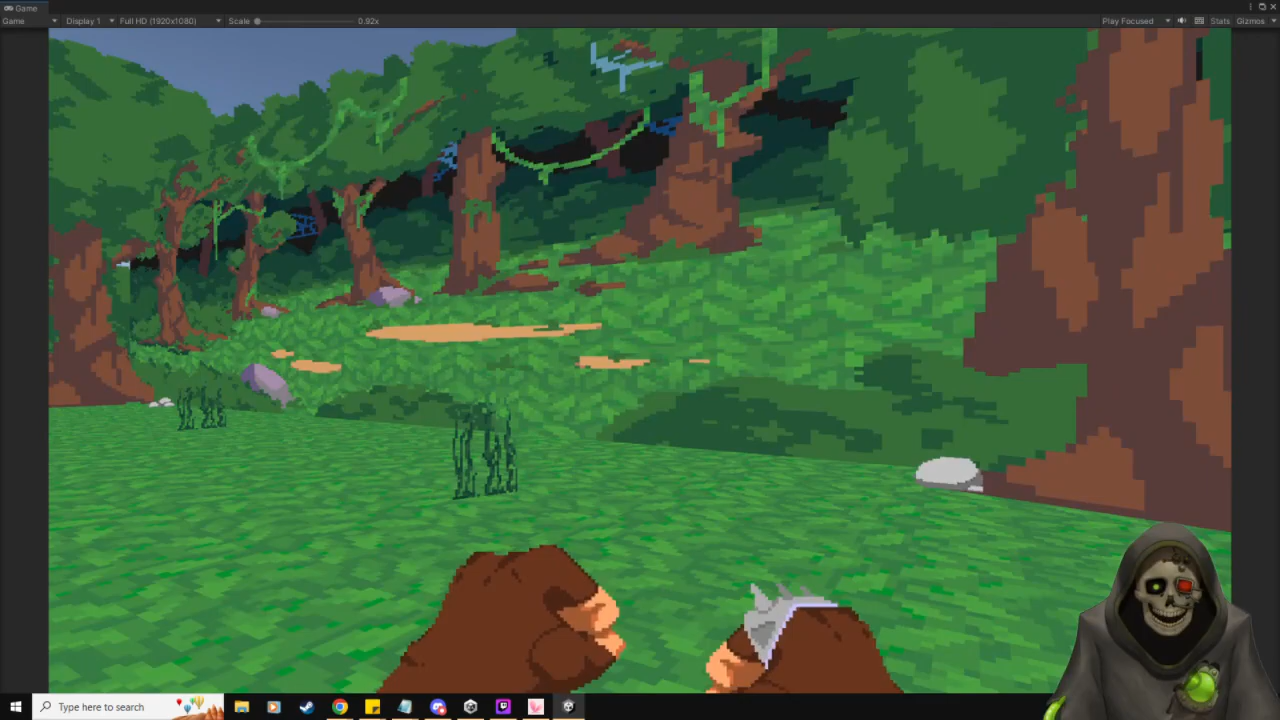 Game
Game Display 1 Full HD (1920x1080) Scale 0.92x Play Focused Stats Gizmos
Type here to search